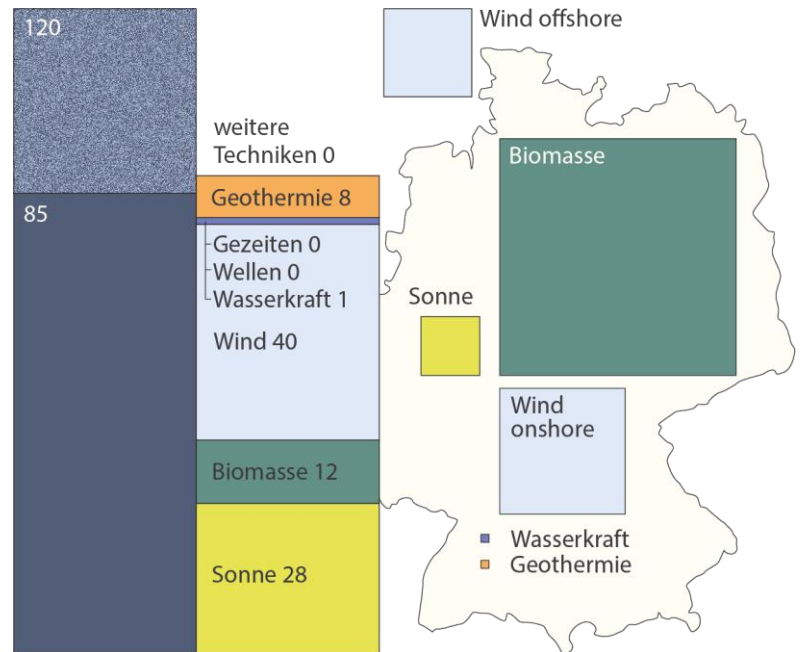 120
85
weitere
Techniken 0
Geothermie 8
Gezeiten 0
Wellen 0
Wasserkraft 1
Wind 40
Biomasse 12
Sonne 28
Wind offshore
Biomasse
Sonne
Wind
onshore
Wasserkraft
Geothermie